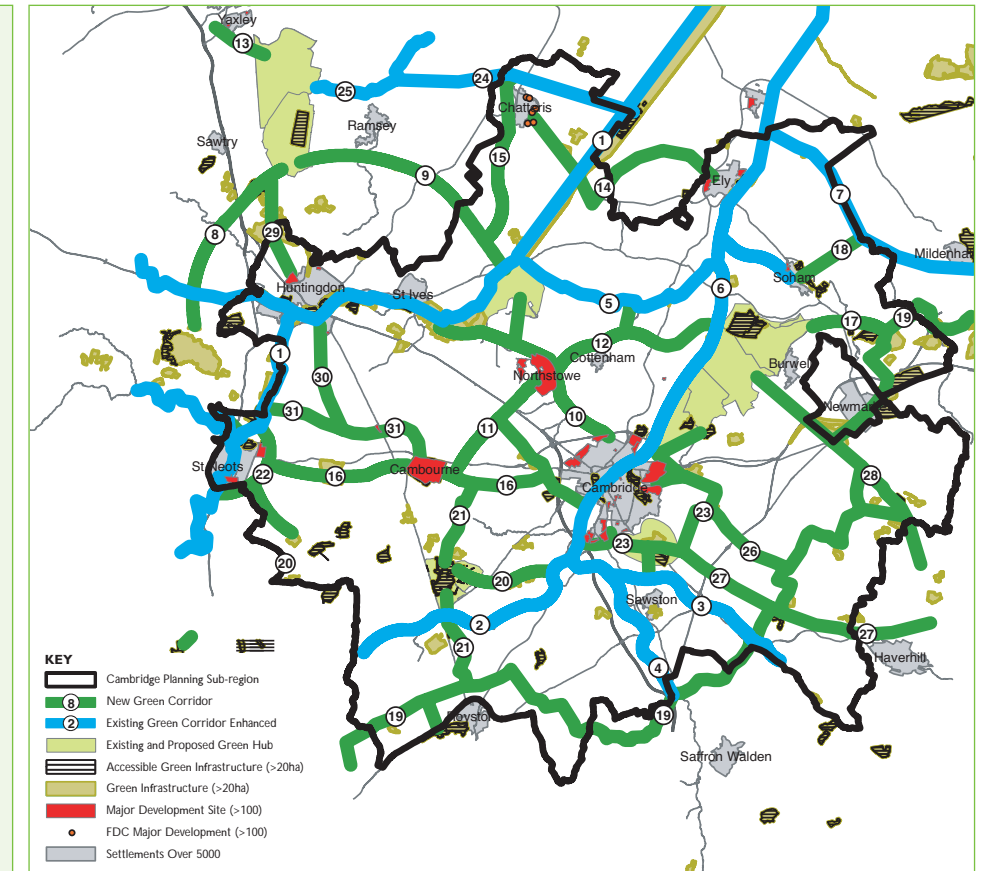 Yaxley
13
25
24
Chatteris
Ramsey
Sawtry
1
15
9
14
Ely
7
8
29
18
Mildenha
Huntingdon
St Ives
Soham
6
5
17
19
1
12
Cottenham
Burwel
30
Northstowe
Newmarket
31
10
31
11
St Neots
22
16
Cambourne
16
Cambridge
28
21
23
23
26
20
20
27
Sawston
3
2
21
27
Haverhill
4
19
Royston
19
Saffron Walden
KEY
Cambridge Planning Sub-region
8 New Green Corridor
2 Existing Green Corridor Enhanced
Existing and Proposed Green Hub
Accessible Green Infrastructure (>20ha)
Green Infrastructure (>20ha)
Major Development Site (>100)
FDC Major Development (>100)
Settlements Over 5000